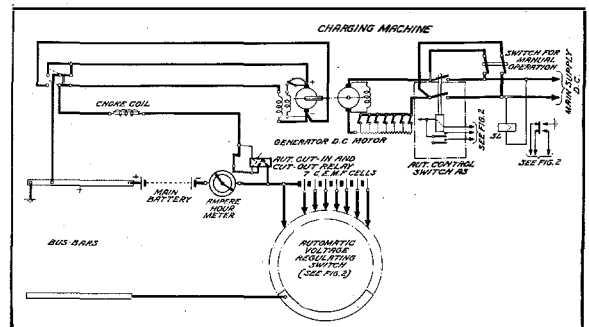 CHARGING MACHINE
SWITCH FOR
MANUAL
OPERATION
MAIN SUPPLY
D.C.
CHOKE COIL
+
GENERATOR D.C MOTOR
SEE FIG. 2
SL
SEE FIG. 2
AUT. CUT-IN AND
CUT-OUT RELAY
7 C.E.M.F CELLS
AUT. CONTROL
SWITCH AS
+
+
-
MAIN
BATTERY
AMPERE
HOUR
METER
BUS-BARS
AUTOMATIC
VOLTAGE
REGULATING
SWITCH
(SEE FIG. 2)